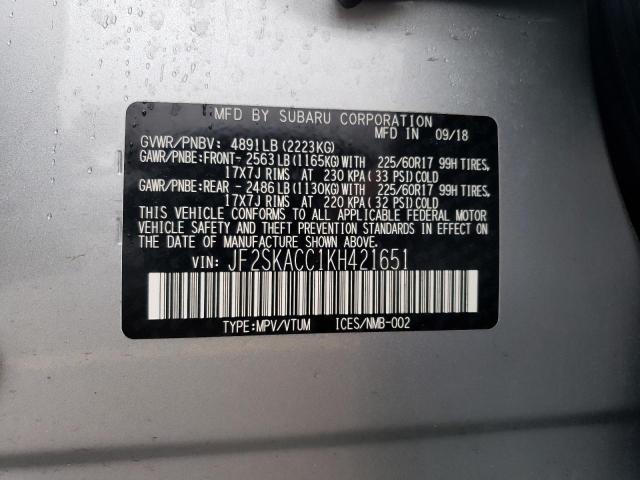 MFD BY SUBARU CORPORATION
MFD IN 09/18
GVWR/PNBV: 4891LB (2223KG)
GAWR/PNBE:FRONT- 2563LB(1165KG)WITH 225/60R17 99H TIRES,
17X7J RIMS AT 230 KPA (33 PSI)COLD
GAWR/PNBE:REAR - 2486LB(1130KG)WITH 225/60R17 99H TIRES,
17X7J RIMS AT 220 KPA(32 PSI)COLD
THIS VEHICLE CONFORMS TO ALL APPLICABLE FEDERAL MOTOR
VEHICLE SAFETY AND THEFT PREVENTION STANDARDS IN EFFECT ON
THE DATE OF MANUFACTURE SHOWN ABOVE.
VIN: JF2SKACC1KH421651
TYPE:MPV/VTUM ICES/NMB-002